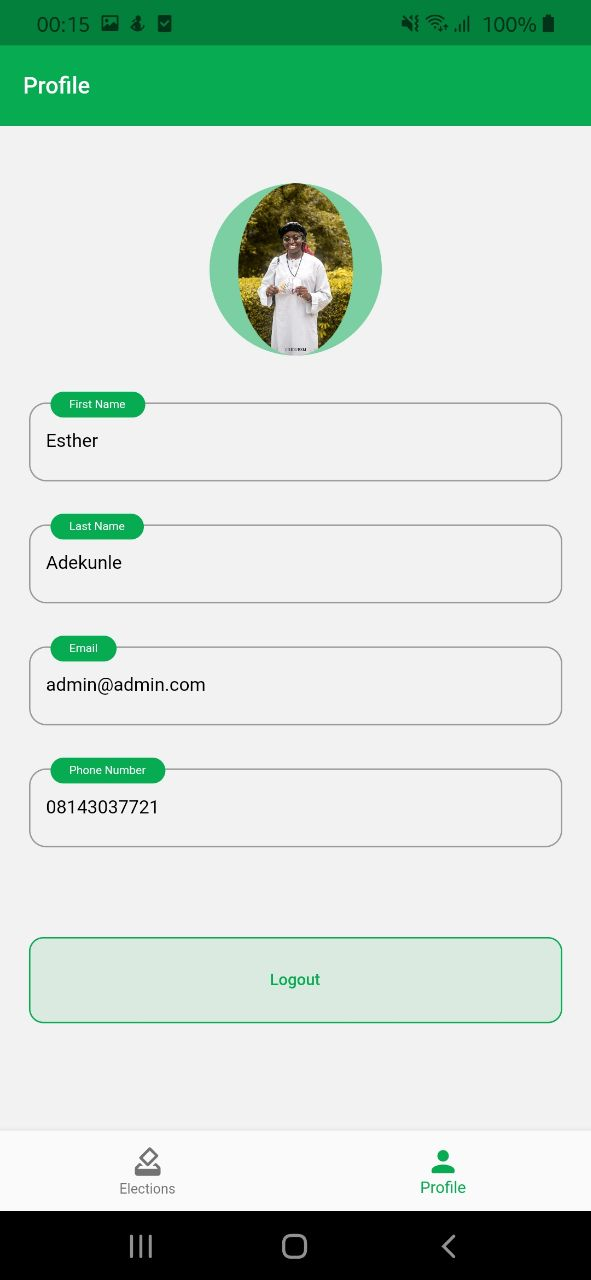 00:15
100%
Profile
First Name
Esther
Last Name
Adekunle
Email
admin@admin.com
Phone Number
08143037721
Logout
Elections
Profile